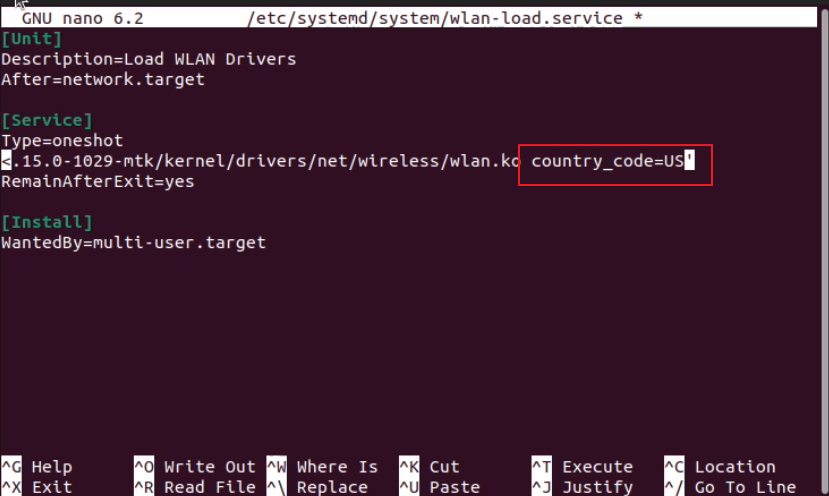 GNU nano 6.2 /etc/systemd/system/wlan-load.service *
[Unit]
Description=Load WLAN Drivers
After=network.target
[Service]
Type=oneshot
<.15.0-1029-mtk/kernel/drivers/net/wireless/wlan.ko country_code=US'
RemainAfterExit=yes
[Install]
WantedBy=multi-user.target
^G Help ^O Write Out ^W Where Is ^K Cut ^T Execute ^C Location
^X Exit ^R Read File ^\ Replace ^U Paste ^J Justify ^/ Go To Line